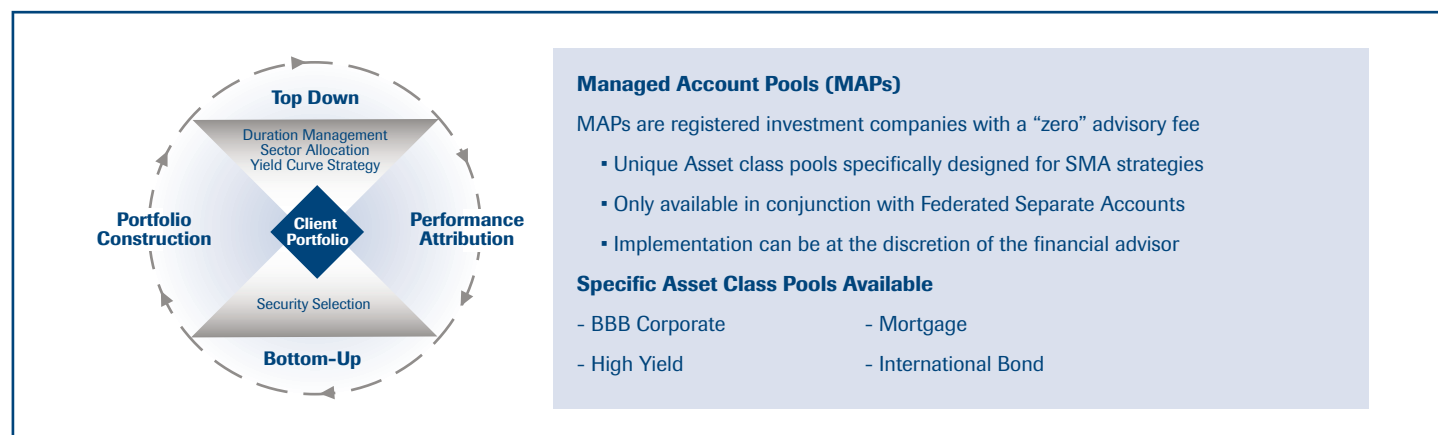 Top Down
Duration Management
Sector Allocation
Yield Curve Strategy
Portfolio
Construction
Client
Portfolio
Performance
Attribution
Security Selection
Bottom-Up
Managed Account Pools (MAPs)
MAPs are registered investment companies with a “zero” advisory fee
▪ Unique Asset class pools specifically designed for SMA strategies
▪ Only available in conjunction with Federated Separate Accounts
▪ Implementation can be at the discretion of the financial advisor
Specific Asset Class Pools Available
- BBB Corporate - Mortgage
- High Yield - International Bond